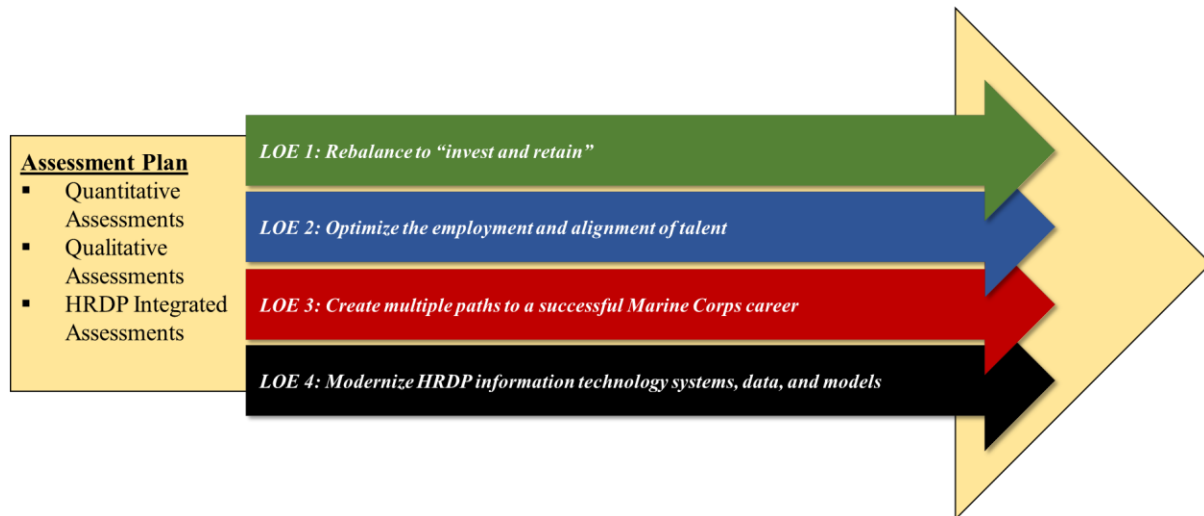 Assessment Plan
▪ Quantitative
Assessments
▪ Qualitative
Assessments
▪ HRDP Integrated
Assessments
LOE 1: Rebalance to “invest and retain”
LOE 2: Optimize the employment and alignment of talent
LOE 3: Create multiple paths to a successful Marine Corps career
LOE 4: Modernize HRDP information technology systems, data, and models